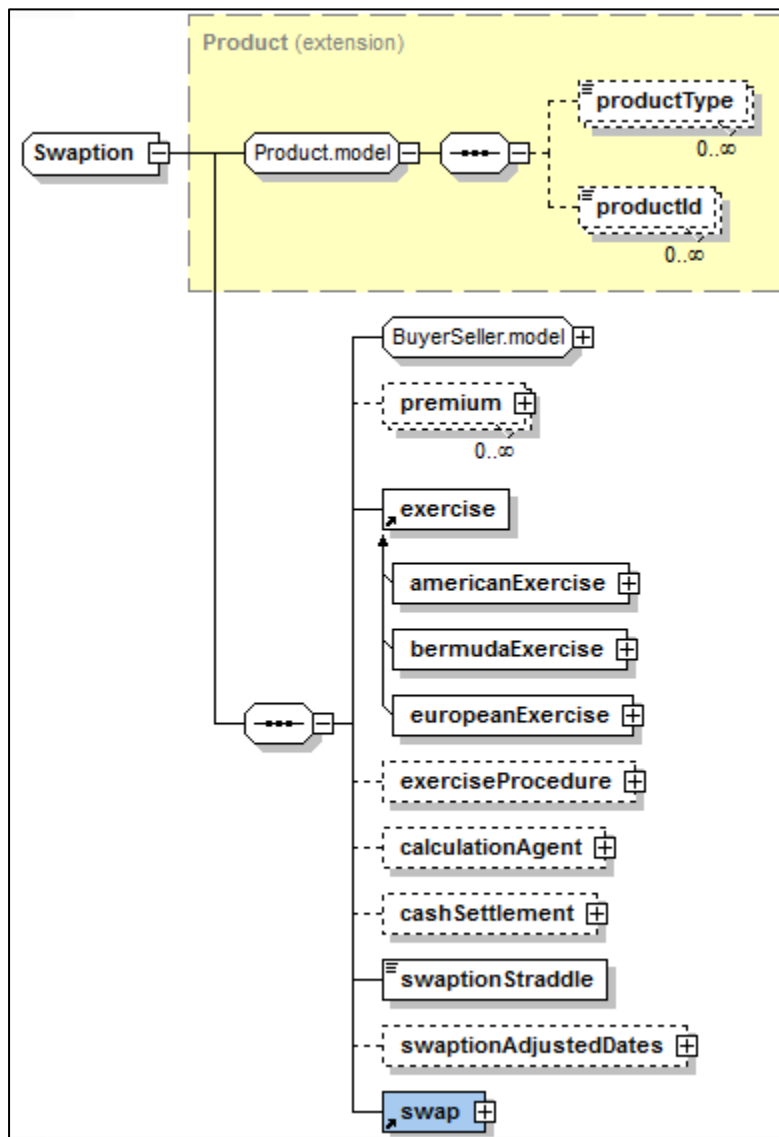 Product (extension)
Swaption
Product.model
productType
0..∞
productId
0..∞
BuyerSeller.model
premium
0..∞
exercise
americanExercise
bermudaExercise
europeanExercise
exerciseProcedure
calculationAgent
cashSettlement
swaptionStraddle
swaptionAdjustedDates
swap